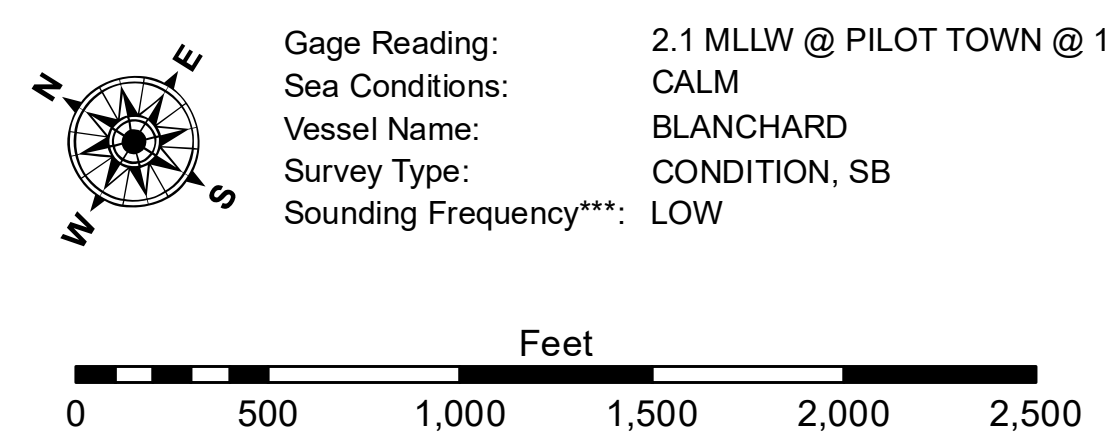 N
E
W
S
Gage Reading: 2.1 MLLW @ PILOT TOWN @ 1
Sea Conditions: CALM
Vessel Name: BLANCHARD
Survey Type: CONDITION, SB
Sounding Frequency***: LOW
Feet
0 500 1,000 1,500 2,000 2,500